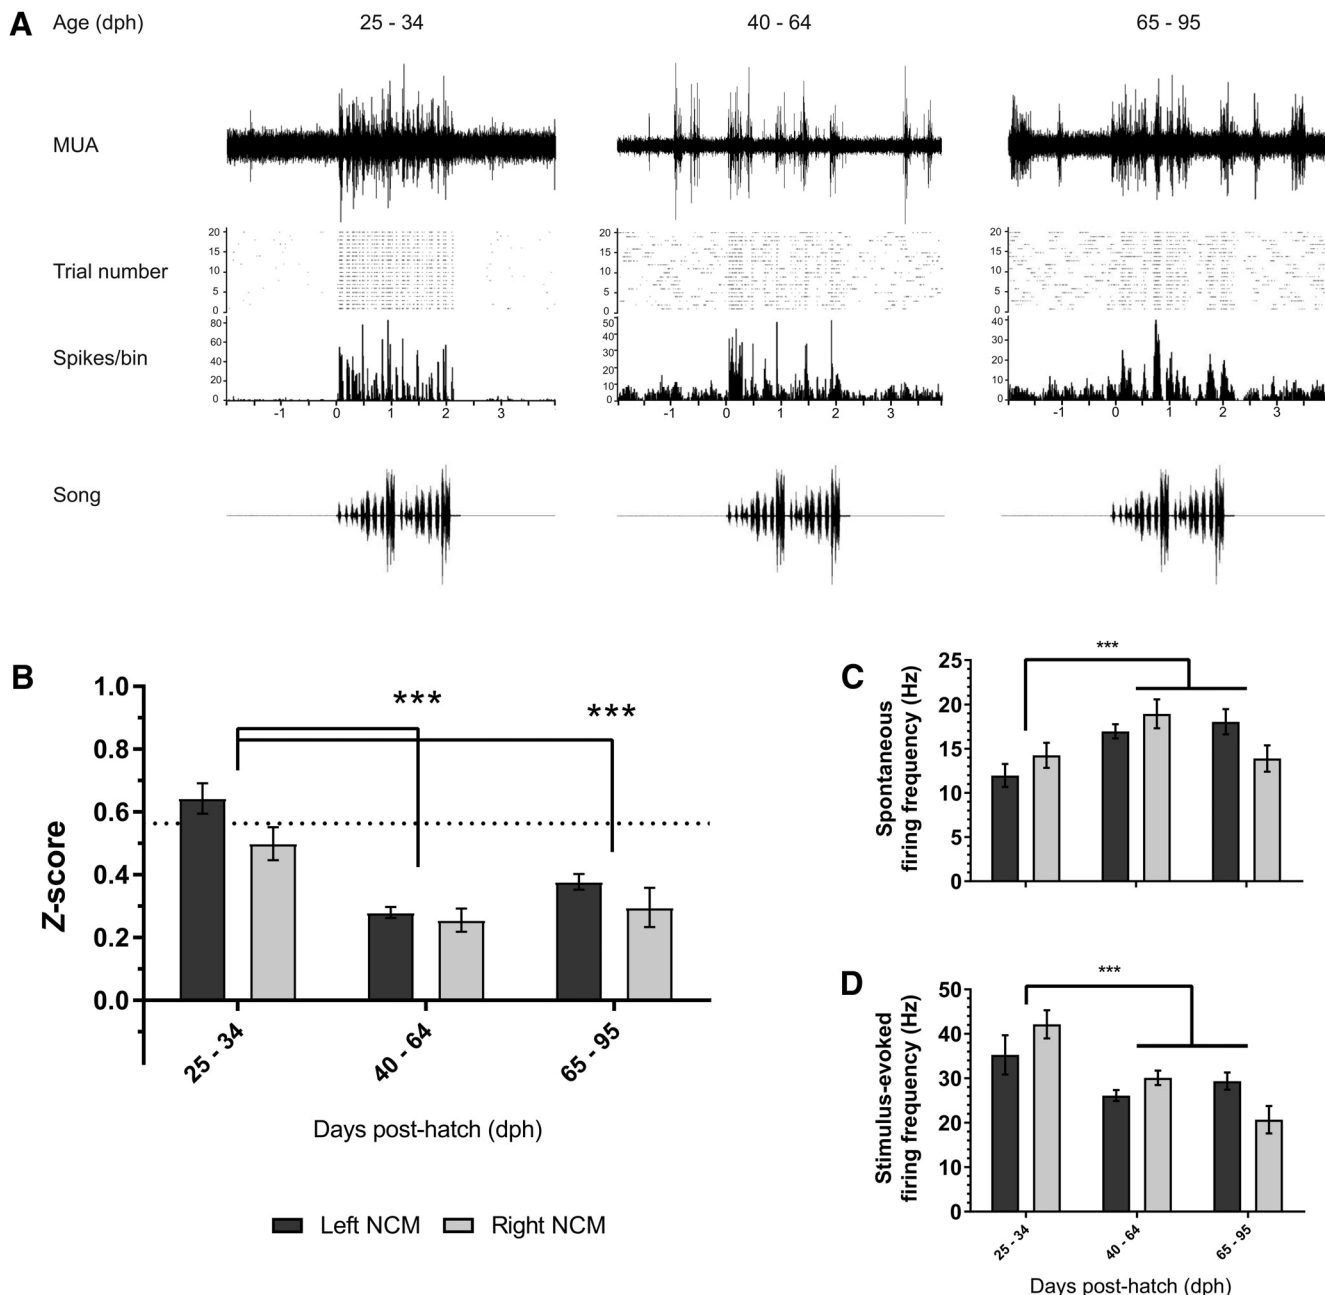 A Age (dph) 25 - 34 40 - 64 65 - 95
MUA
Trial number
20 15 10 5 0
20 15 10 5 0
20 15 10 5 0
Spikes/bin
80 60 40 20 0
50 40 30 20 10 0
40 30 20 10 0
-1 0 1 2 3
-1 0 1 2 3
-1 0 1 2 3
Song
B
Z-score
1.0
0.8
0.6
0.4
0.2
0.0
***
***
25 - 34
40 - 64
65 - 95
Days post-hatch (dph)
Left NCM Right NCM
C
Spontaneous
firing frequency (Hz)
25
20
15
10
5
0
***
D
Stimulus-evoked
firing frequency (Hz)
50
40
30
20
10
0
***
25 - 34
40 - 64
65 - 95
Days post-hatch (dph)